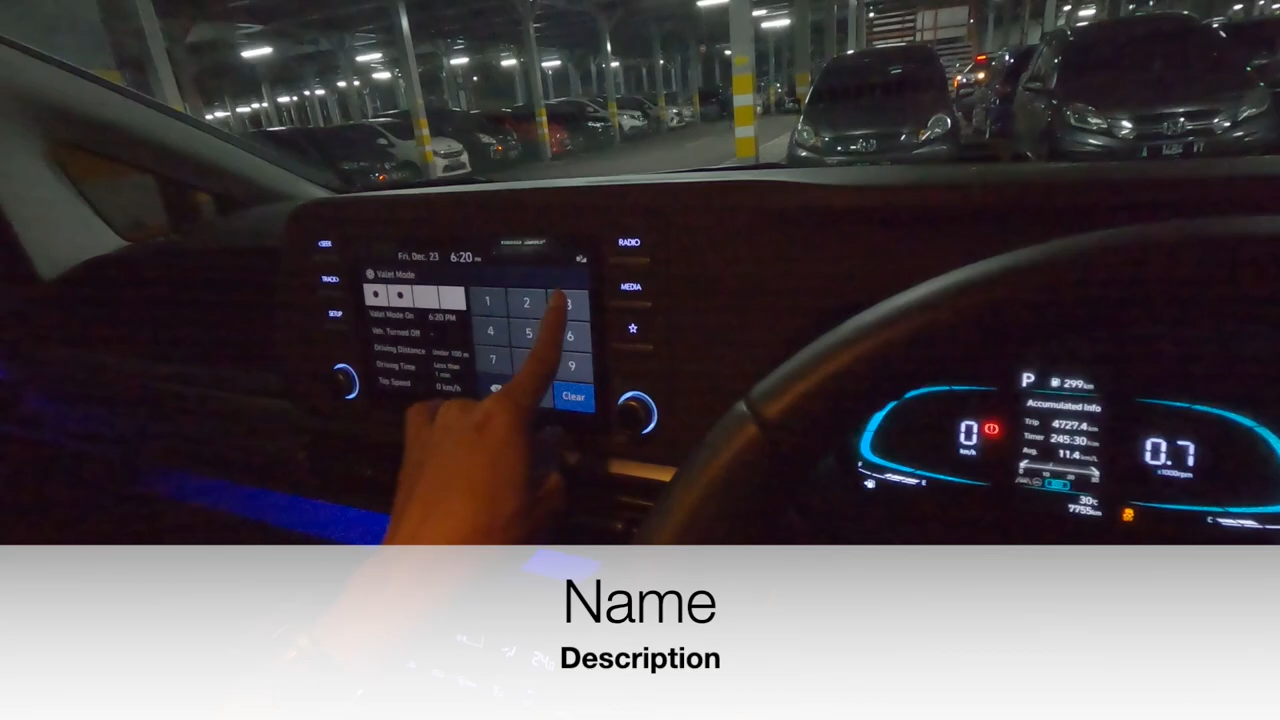 <SEEK
TRACK>
SETUP
Fri, Dec. 23 6:20 PM
Valet Mode
Valet Mode On 6:20 PM
Veh. Turned Off -
Driving Distance Under 100 m
Driving Time Less than 1 min
Top Speed 0 km/h
1 2 3
4 5 6
7 9
Clear
RADIO
MEDIA
P 299km
Accumulated Info
Trip 4727.4km
Timer 245:30
Avg. 11.4km/L
0
km/h
0.7
x1000rpm
F E
30°c
7755km
C
Name
Description